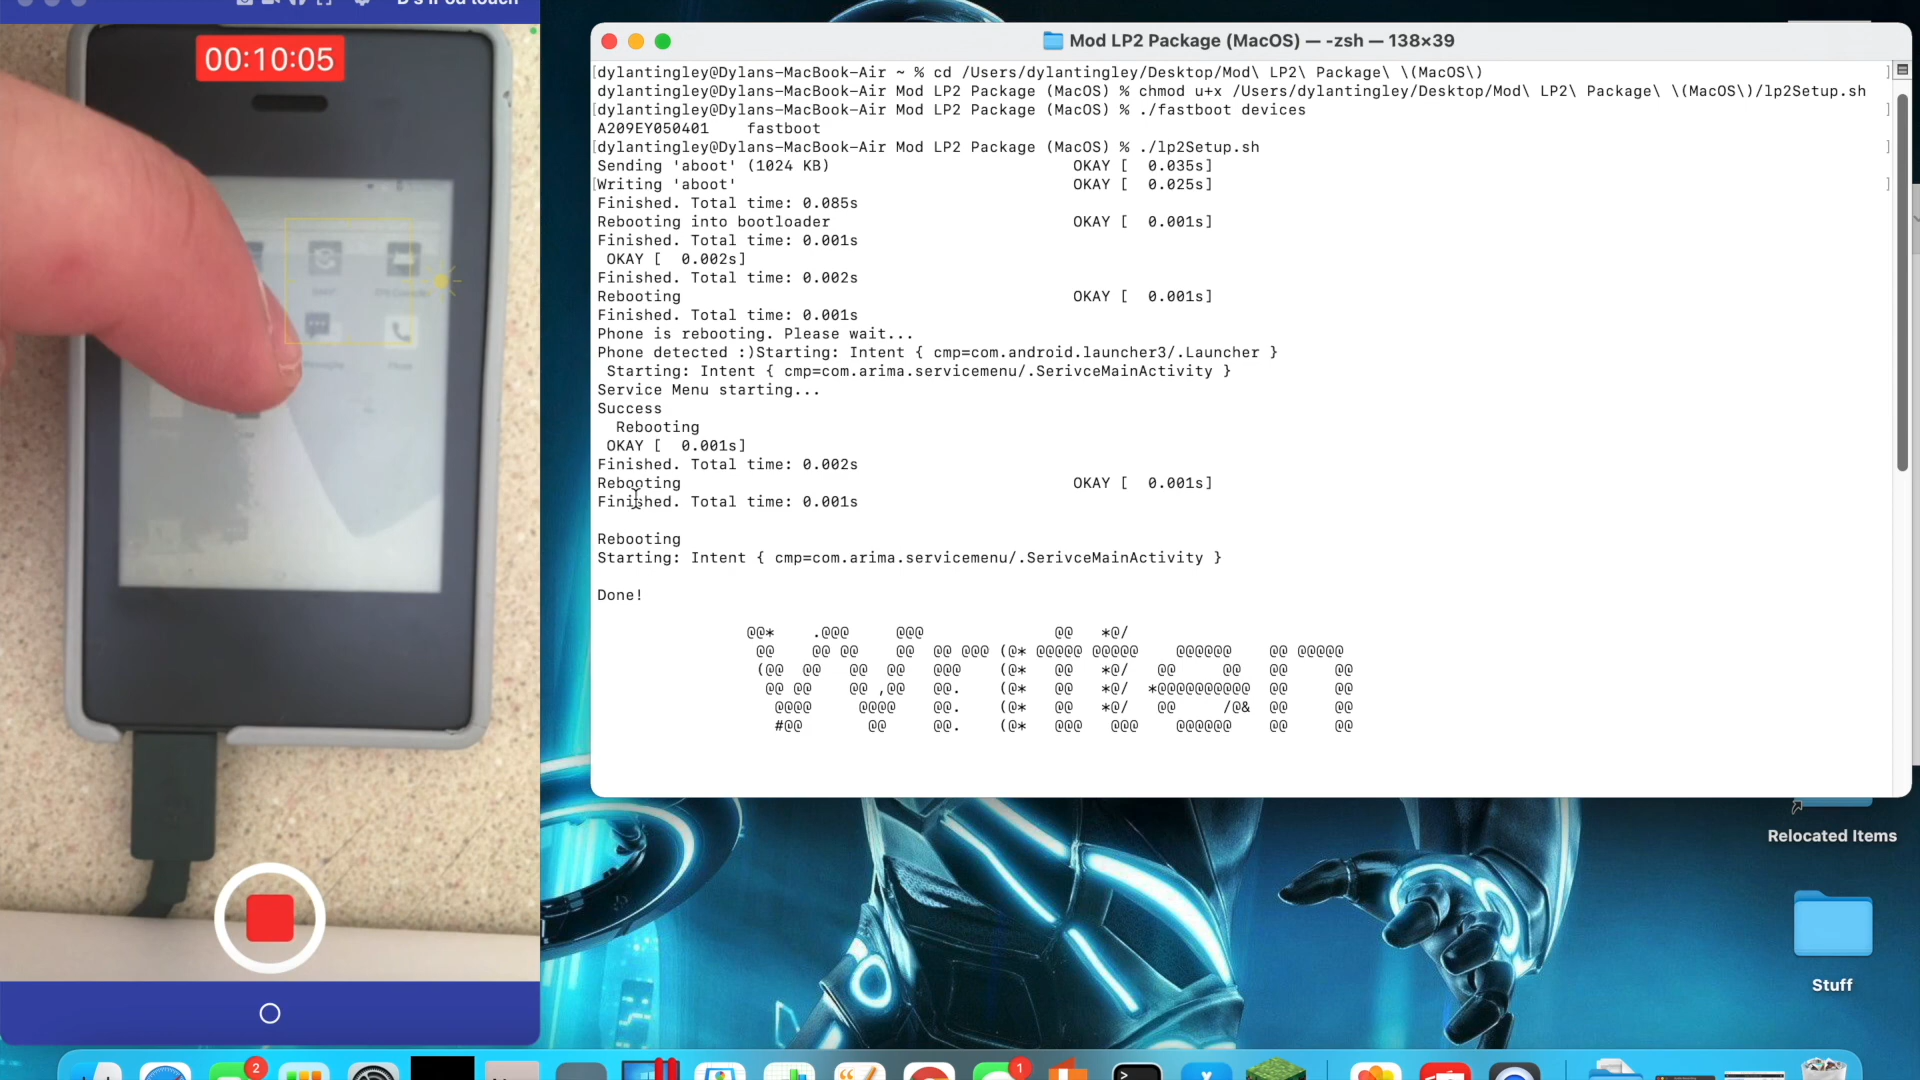 D's iPod touch
00:10:05
Phone
Mod LP2 Package (MacOS) — -zsh — 138×39
[dylantingley@Dylans-MacBook-Air ~ % cd /Users/dylantingley/Desktop/Mod\ LP2\ Package\ \(MacOS\) ]
dylantingley@Dylans-MacBook-Air Mod LP2 Package (MacOS) % chmod u+x /Users/dylantingley/Desktop/Mod\ LP2\ Package\ \(MacOS\)/lp2Setup.sh
[dylantingley@Dylans-MacBook-Air Mod LP2 Package (MacOS) % ./fastboot devices ]
A209EY050401    fastboot
[dylantingley@Dylans-MacBook-Air Mod LP2 Package (MacOS) % ./lp2Setup.sh ]
Sending 'aboot' (1024 KB)                          OKAY [  0.035s]
[Writing 'aboot'                                    OKAY [  0.025s] ]
Finished. Total time: 0.085s
Rebooting into bootloader                          OKAY [  0.001s]
Finished. Total time: 0.001s
 OKAY [  0.002s]
Finished. Total time: 0.002s
Rebooting                                          OKAY [  0.001s]
Finished. Total time: 0.001s
Phone is rebooting. Please wait...
Phone detected :)Starting: Intent { cmp=com.android.launcher3/.Launcher }
 Starting: Intent { cmp=com.arima.servicemenu/.SerivceMainActivity }
Service Menu starting...
Success
  Rebooting
 OKAY [  0.001s]
Finished. Total time: 0.002s
Rebooting                                          OKAY [  0.001s]
Finished. Total time: 0.001s
Rebooting
Starting: Intent { cmp=com.arima.servicemenu/.SerivceMainActivity }
Done!
                @@*    .@@@     @@@              @@   *@/
                 @@    @@ @@    @@  @@ @@@ (@* @@@@@ @@@@@    @@@@@@    @@ @@@@@
                 (@@  @@   @@  @@   @@@    (@*   @@   *@/  @@     @@   @@     @@
                  @@ @@    @@ ,@@   @@.    (@*   @@   *@/  *@@@@@@@@@@  @@     @@
                   @@@@     @@@@    @@.    (@*   @@   *@/   @@     /@&  @@     @@
                   #@@       @@     @@.    (@*   @@@   @@@    @@@@@@    @@     @@
Relocated Items
Stuff
2
1